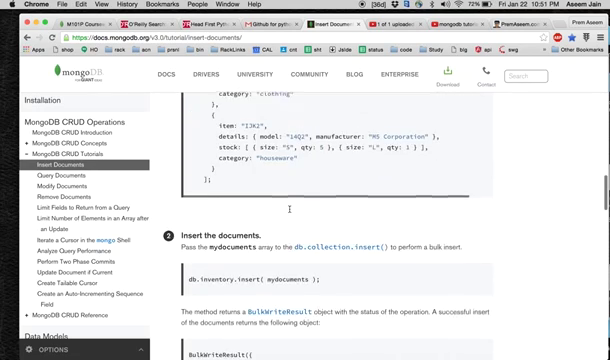 Edit View History Bookmarks People Window Help
[36d] 72% Fri Jan 22 10:51 PM Aseem Jain
M101P Course O'Reilly Search Head First Pyth Github for pyth Insert Documents 1 of 1 uploaded mongodb tutoria PremAseem.com Prem Aseem
https://docs.mongodb.org/v3.0/tutorial/insert-documents/
Apps shop HO rack bin RackLinks CAL cnt static code Study blg api swg Other Bookmarks
mongoDB
DOCS DRIVERS UNIVERSITY COMMUNITY BLOG ENTERPRISE Download Contact Search
Installation
MongoDB CRUD Operations
MongoDB CRUD Introduction
MongoDB CRUD Concepts
MongoDB CRUD Tutorials
Insert Documents
Query Documents
Modify Documents
Remove Documents
Limit Fields to Return from a Query
Limit Number of Elements in an Array after
an Update
Iterate a Cursor in the mongo Shell
Analyze Query Performance
Perform Two Phase Commits
Update Document if Current
Create Tailable Cursor
Create an Auto-Incrementing Sequence
Field
MongoDB CRUD Reference
Data Models
OPTIONS
category: "clothing"
},
{
item: "IJK2",
details: { model: "14Q2", manufacturer: "M5 Corporation" },
stock: [ { size: "S", qty: 5 }, { size: "L", qty: 1 } ],
category: "houseware"
}
];
2 Insert the documents.
Pass the mydocuments array to the db.collection.insert() to perform a bulk insert.
db.inventory.insert( mydocuments );
The method returns a BulkWriteResult object with the status of the operation. A successful insert
of the documents returns the following object:
BulkWriteResult({